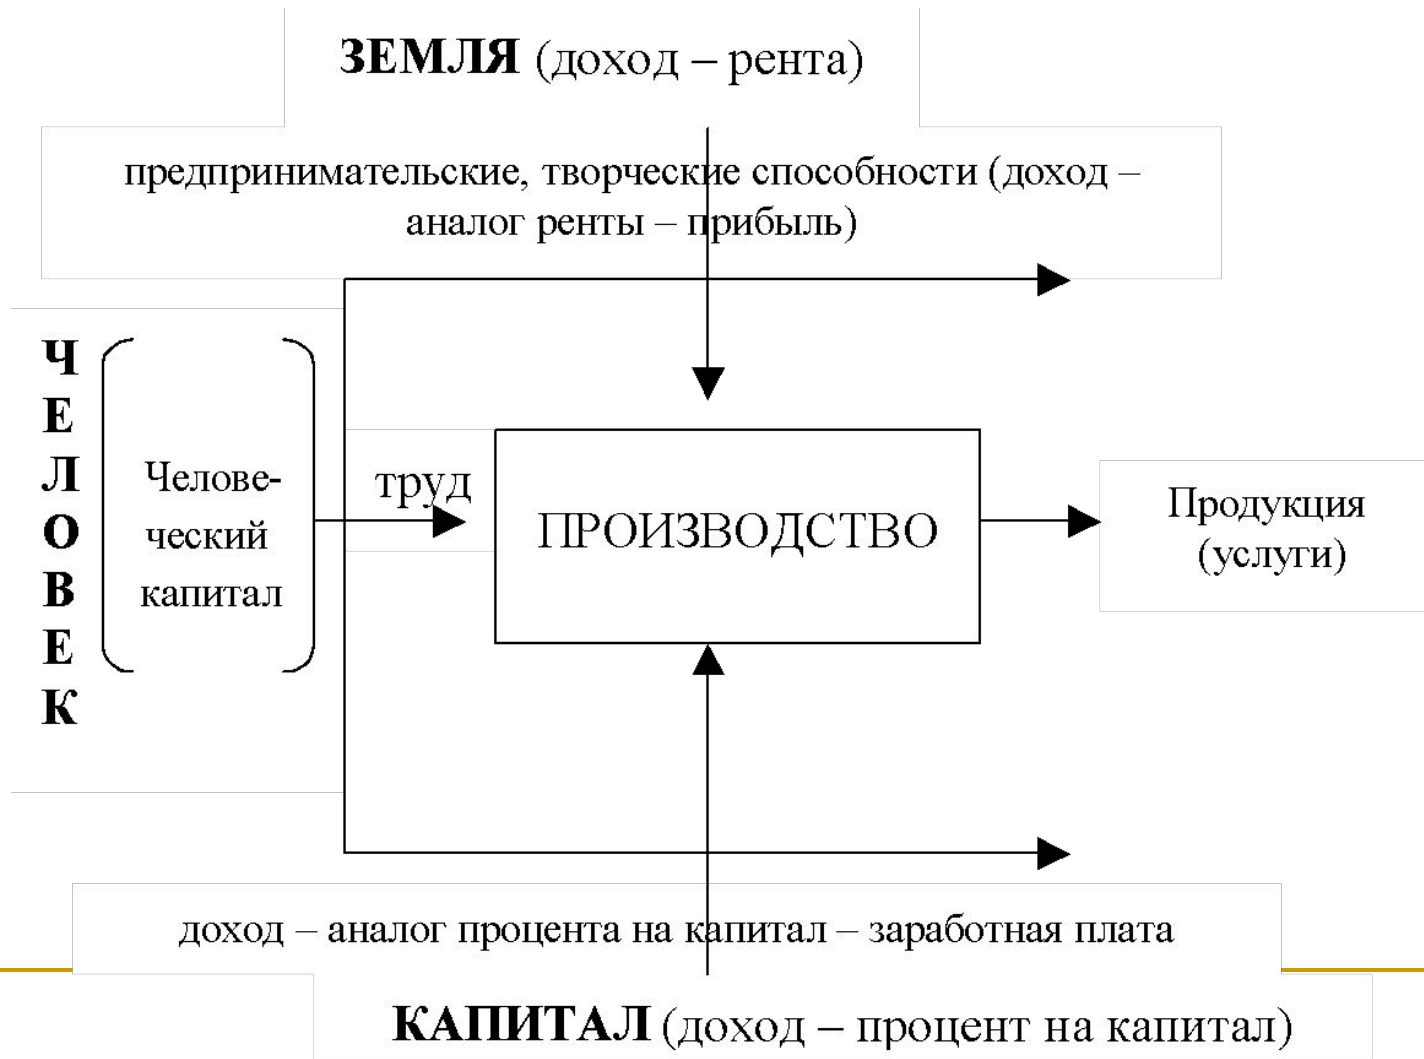 ЗЕМЛЯ (доход – рента)
предпринимательские, творческие способности (доход –
аналог ренты – прибыль)
ЧЕЛОВЕК
Челове-
ческий
капитал
труд
ПРОИЗВОДСТВО
Продукция
(услуги)
доход – аналог процента на капитал – заработная плата
КАПИТАЛ (доход – процент на капитал)